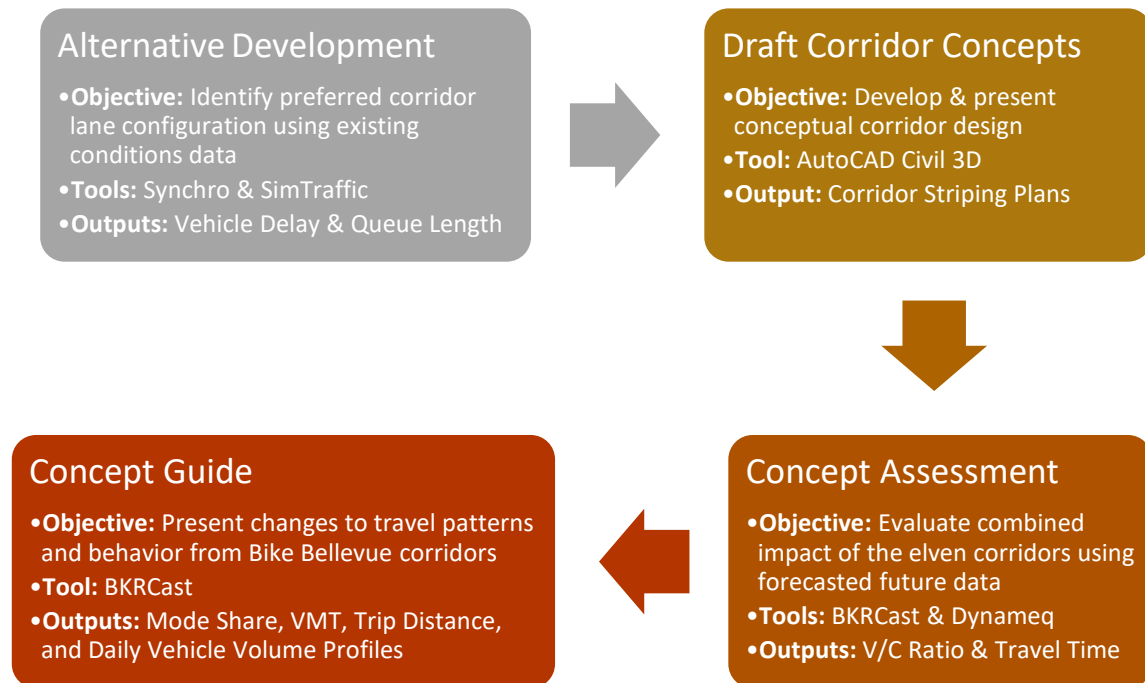 Alternative Development
•Objective: Identify preferred corridor
lane configuration using existing
conditions data
•Tools: Synchro & SimTraffic
•Outputs: Vehicle Delay & Queue Length
Draft Corridor Concepts
•Objective: Develop & present
conceptual corridor design
•Tool: AutoCAD Civil 3D
•Output: Corridor Striping Plans
Concept Assessment
•Objective: Evaluate combined
impact of the elven corridors using
forecasted future data
•Tools: BKRCast & Dynameq
•Outputs: V/C Ratio & Travel Time
Concept Guide
•Objective: Present changes to travel patterns
and behavior from Bike Bellevue corridors
•Tool: BKRCast
•Outputs: Mode Share, VMT, Trip Distance,
and Daily Vehicle Volume Profiles